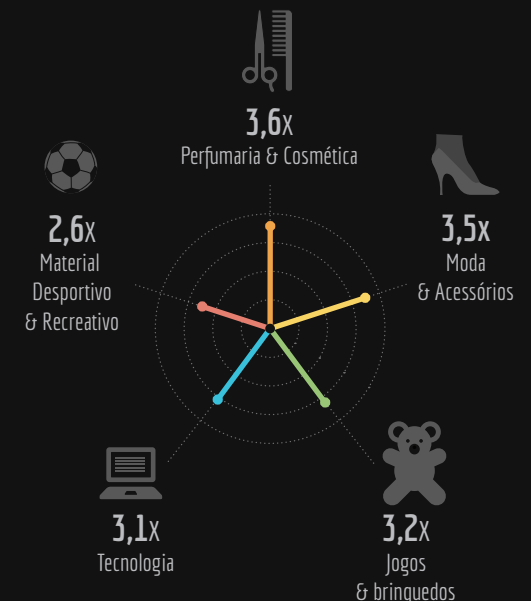 3,6x
Perfumaria & Cosmética
2,6x
Material
Desportivo
& Recreativo
3,5x
Moda
& Acessórios
3,1x
Tecnologia
3,2x
Jogos
& brinquedos